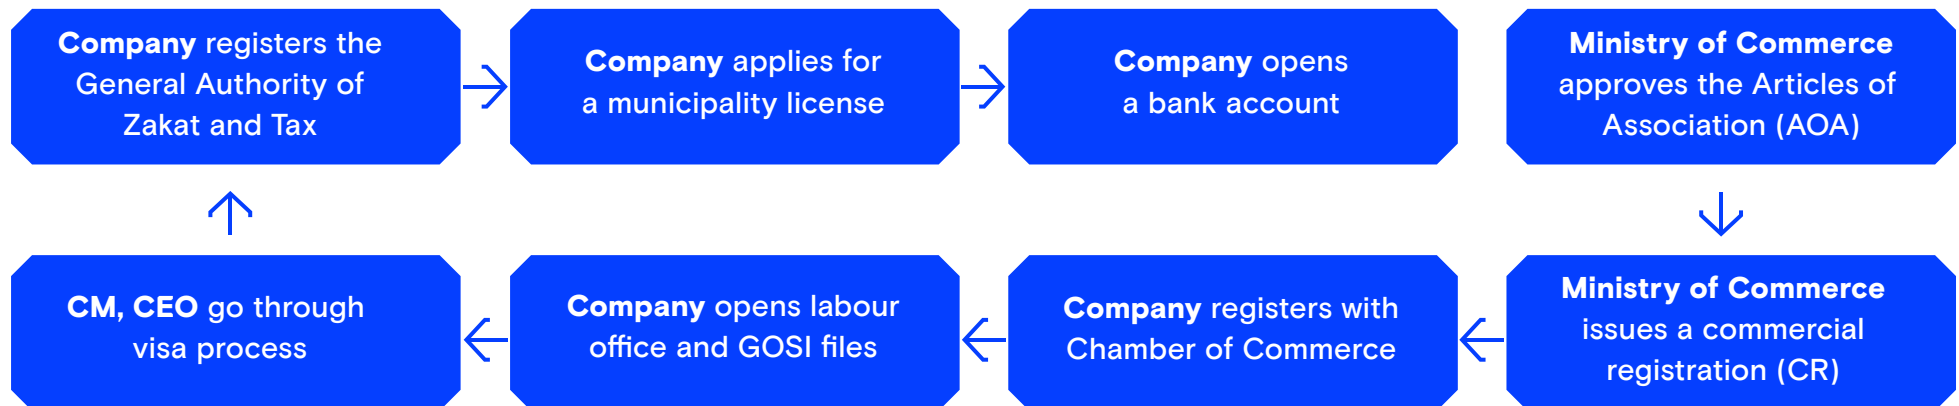 Company registers the
General Authority of
Zakat and Tax
Company applies for
a municipality license
Company opens
a bank account
Ministry of Commerce
approves the Articles of
Association (AOA)
CM, CEO go through
visa process
Company opens labour
office and GOSI files
Company registers with
Chamber of Commerce
Ministry of Commerce
issues a commercial
registration (CR)